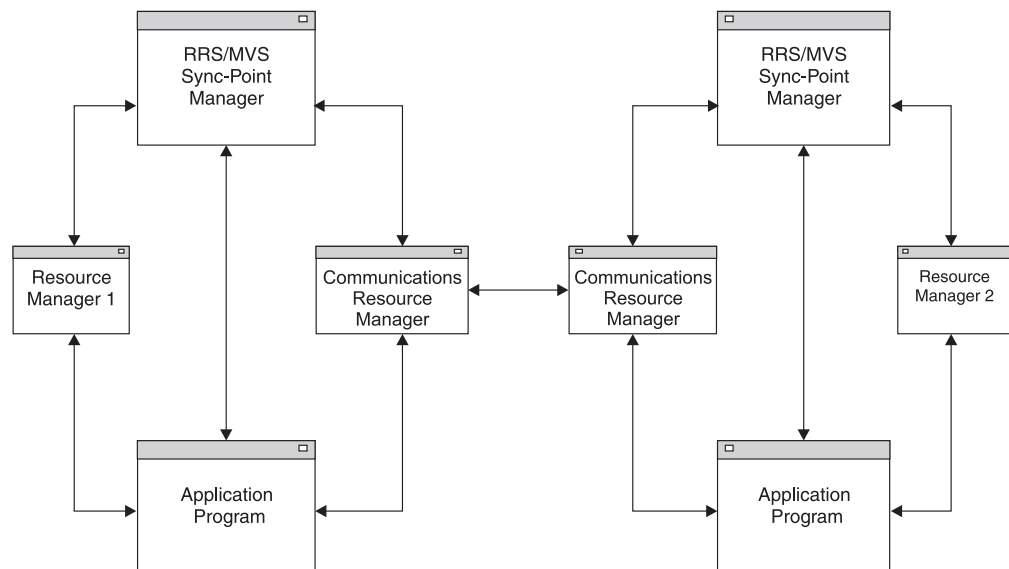 RRS/MVS
Sync-Point
Manager
RRS/MVS
Sync-Point
Manager
Resource
Manager 1
Communications
Resource
Manager
Communications
Resource
Manager
Resource
Manager 2
Application
Program
Application
Program